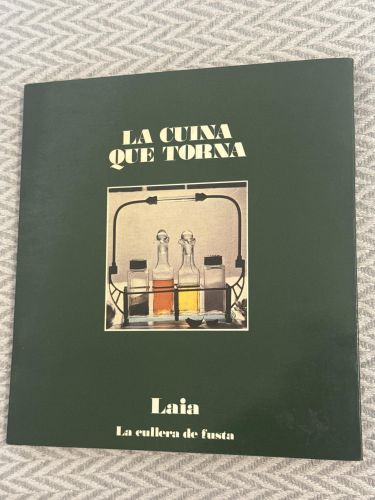 LA CUINA
QUE TORNA
Laia
La cullera de fusta